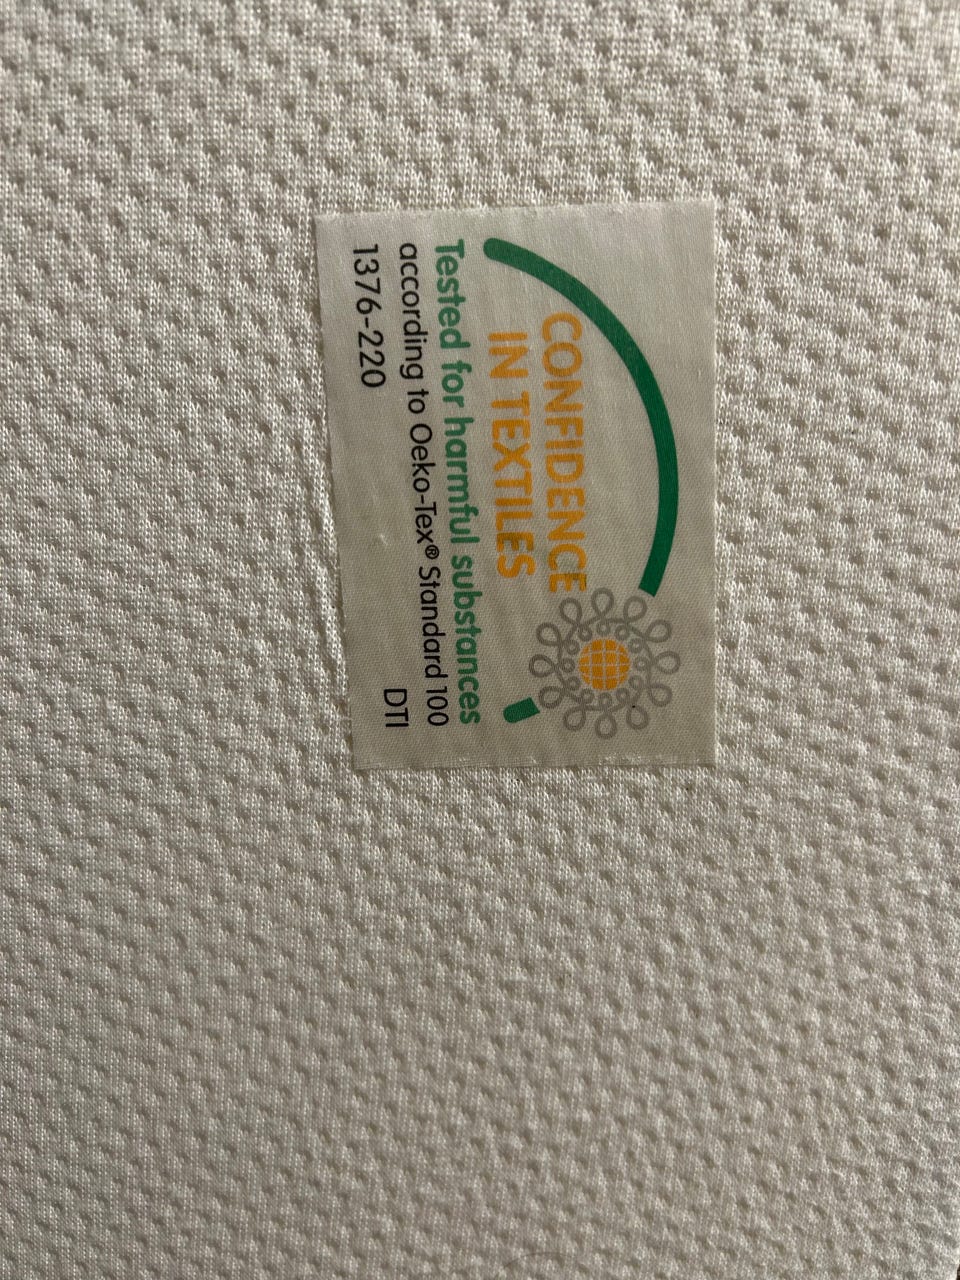 CONFIDENCE
IN TEXTILES
Tested for harmful substances
according to Oeko-Tex® Standard 100
1376-220 DTI